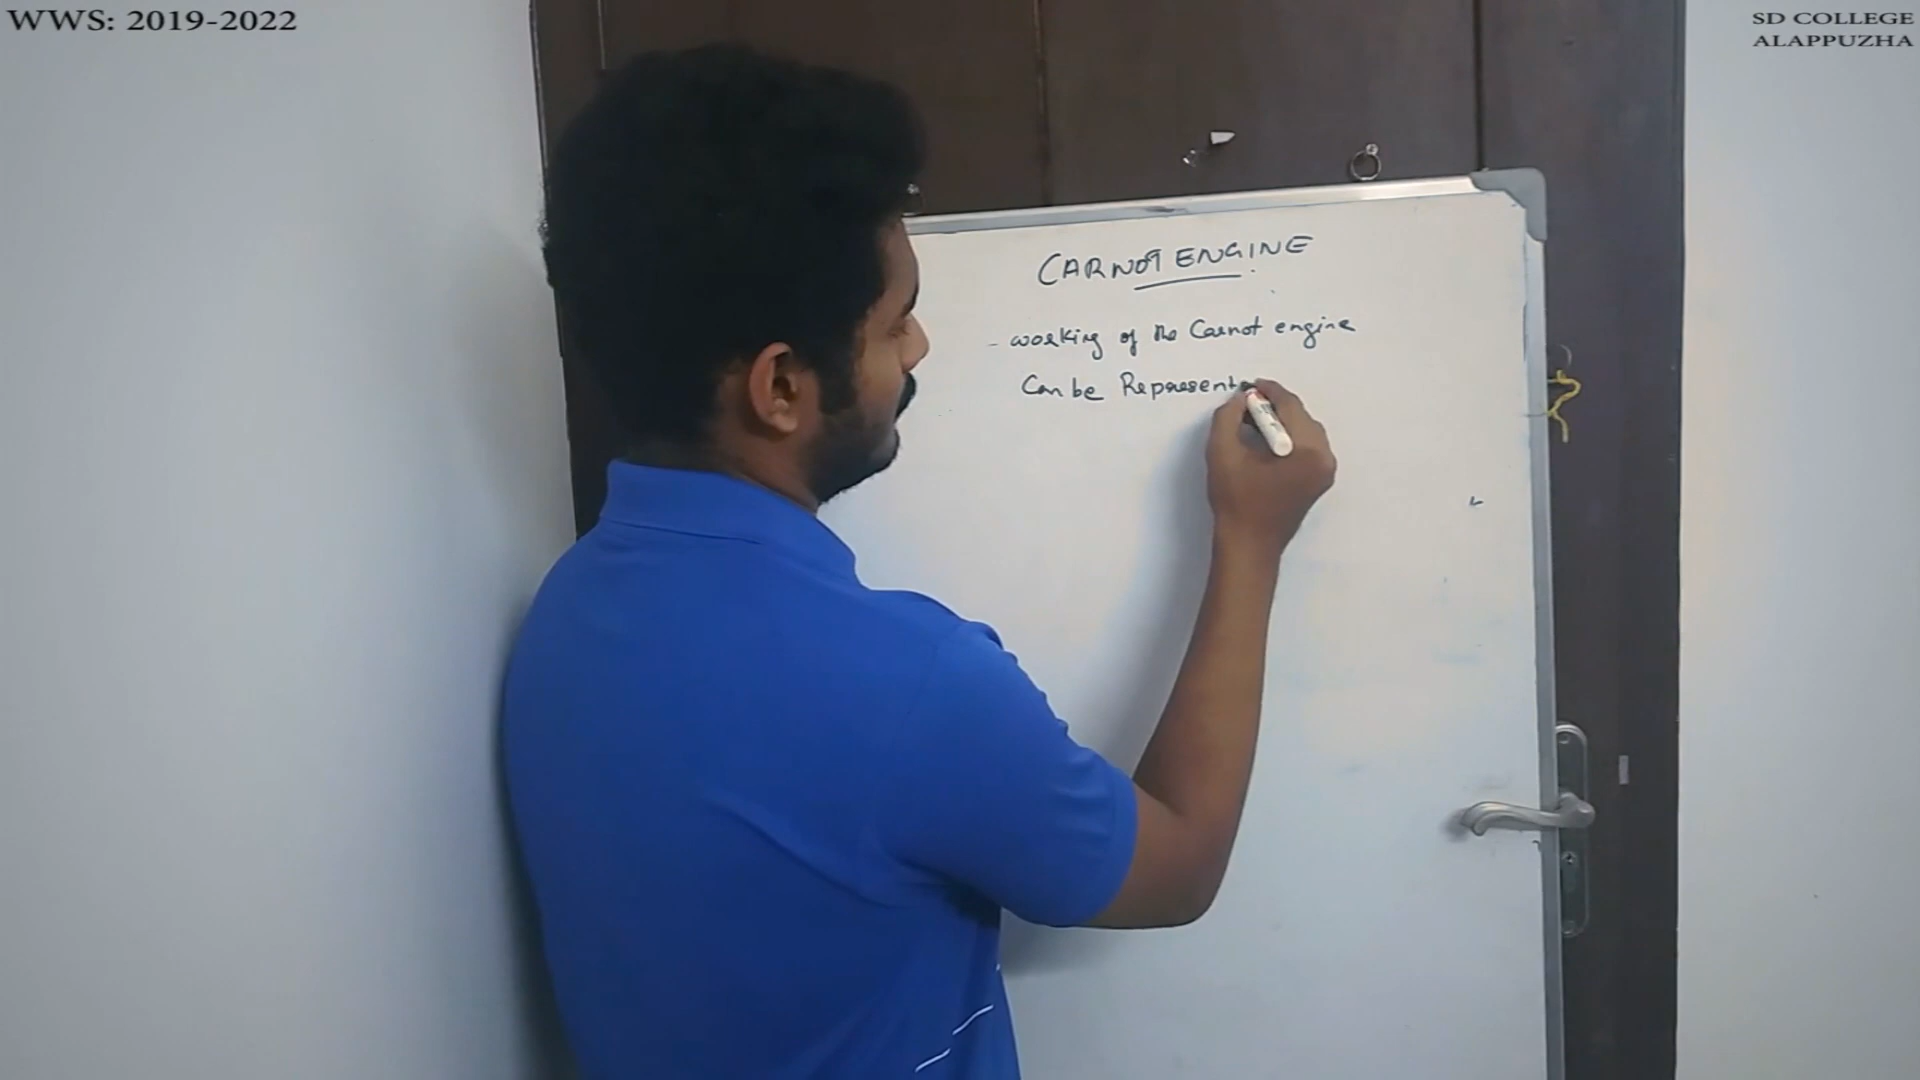 WWS: 2019-2022
SD COLLEGE
ALAPPUZHA
CARNOT ENGINE
- working of the Carnot engine
Can be Represent